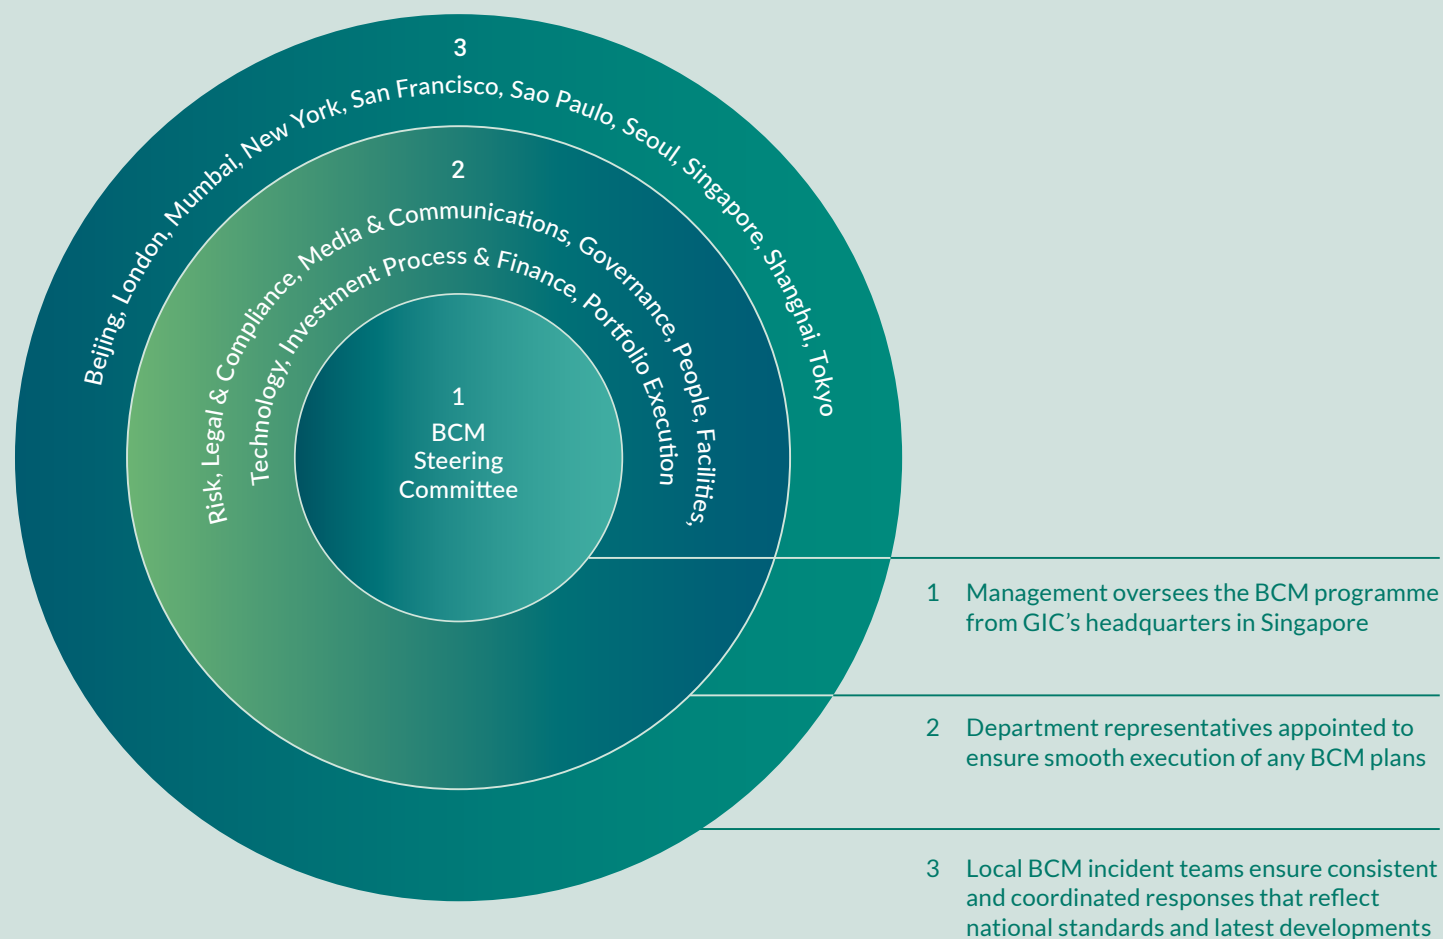 3
Beijing, London, Mumbai, New York, San Francisco, Sao Paulo, Seoul, Singapore, Shanghai, Tokyo
2
Risk, Legal & Compliance, Media & Communications, Governance, People, Facilities,
Technology, Investment Process & Finance, Portfolio Execution
1
BCM
Steering
Committee
1 Management oversees the BCM programme
from GIC’s headquarters in Singapore
2 Department representatives appointed to
ensure smooth execution of any BCM plans
3 Local BCM incident teams ensure consistent
and coordinated responses that reflect
national standards and latest developments